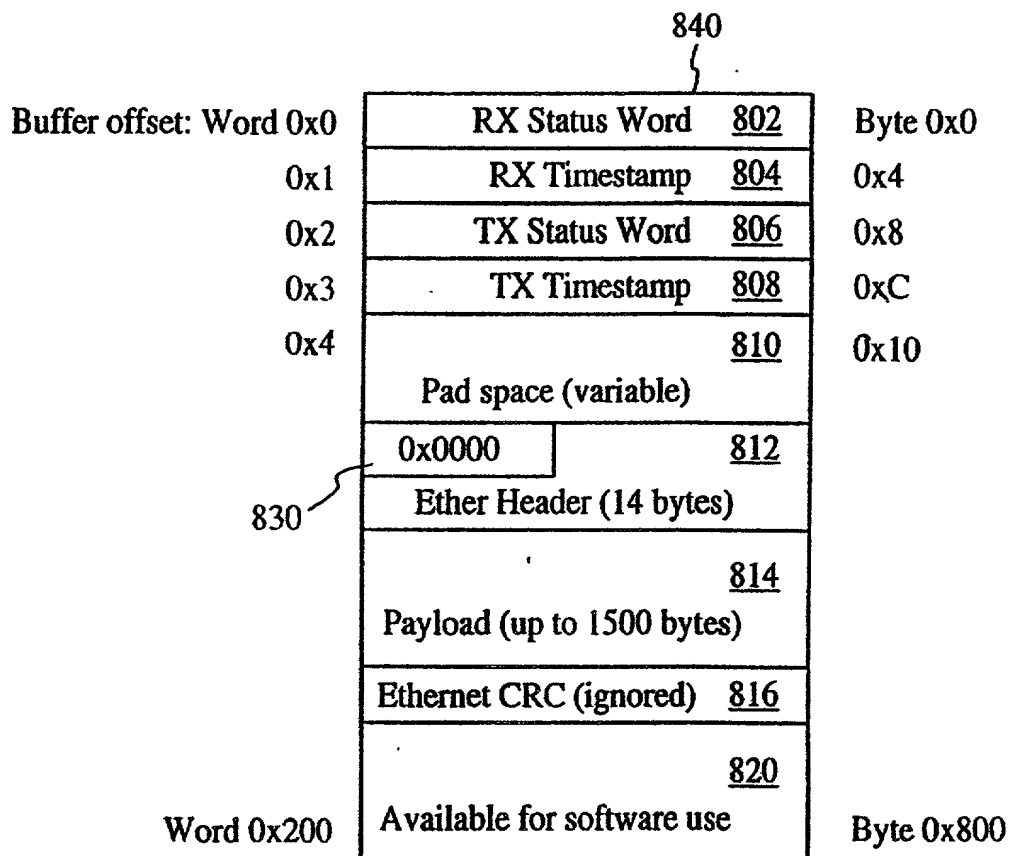 840
Buffer offset: Word 0x0 RX Status Word 802 Byte 0x0
0x1 RX Timestamp 804 0x4
0x2 TX Status Word 806 0x8
0x3 TX Timestamp 808 0xC
0x4 810 0x10
Pad space (variable)
0x0000 812
830 Ether Header (14 bytes)
814
Payload (up to 1500 bytes)
Ethernet CRC (ignored) 816
820
Word 0x200 Available for software use Byte 0x800